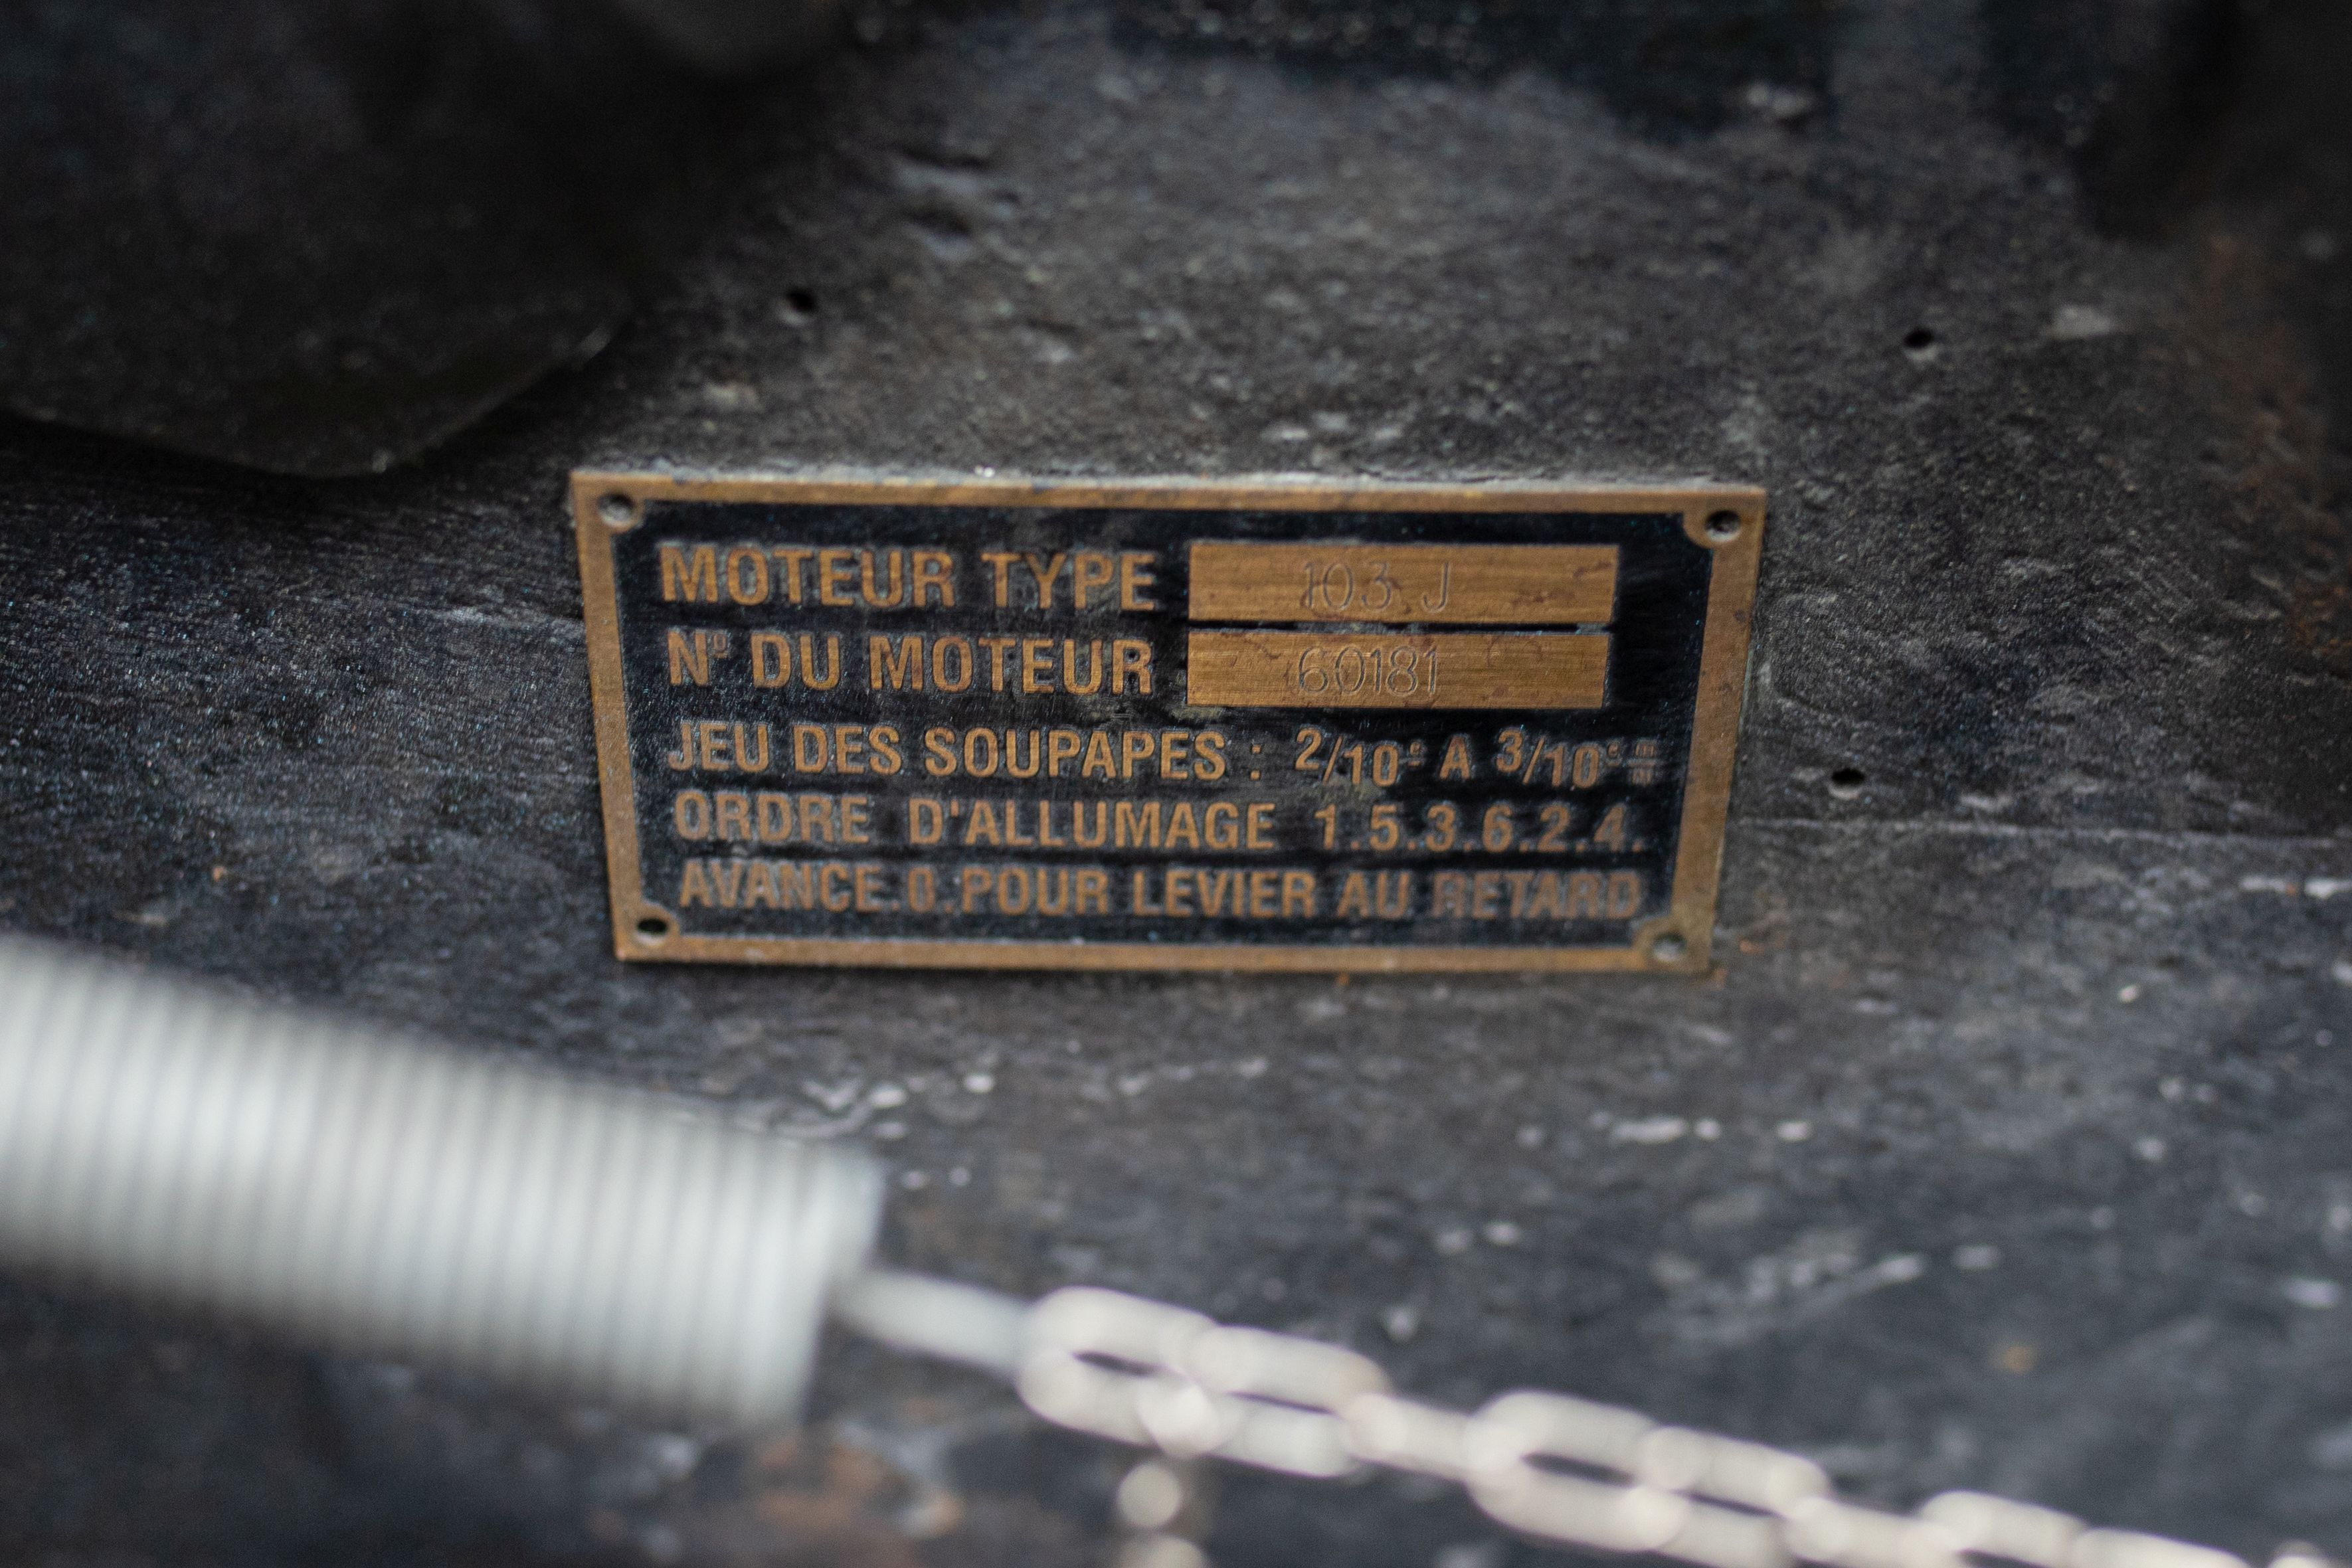 MOTEUR TYPE 103 J
Nº DU MOTEUR 60181
JEU DES SOUPAPES : 2/10e A 3/10e m/m
ORDRE D'ALLUMAGE 1.5.3.6.2.4.
AVANCE.0.POUR LEVIER AU RETARD